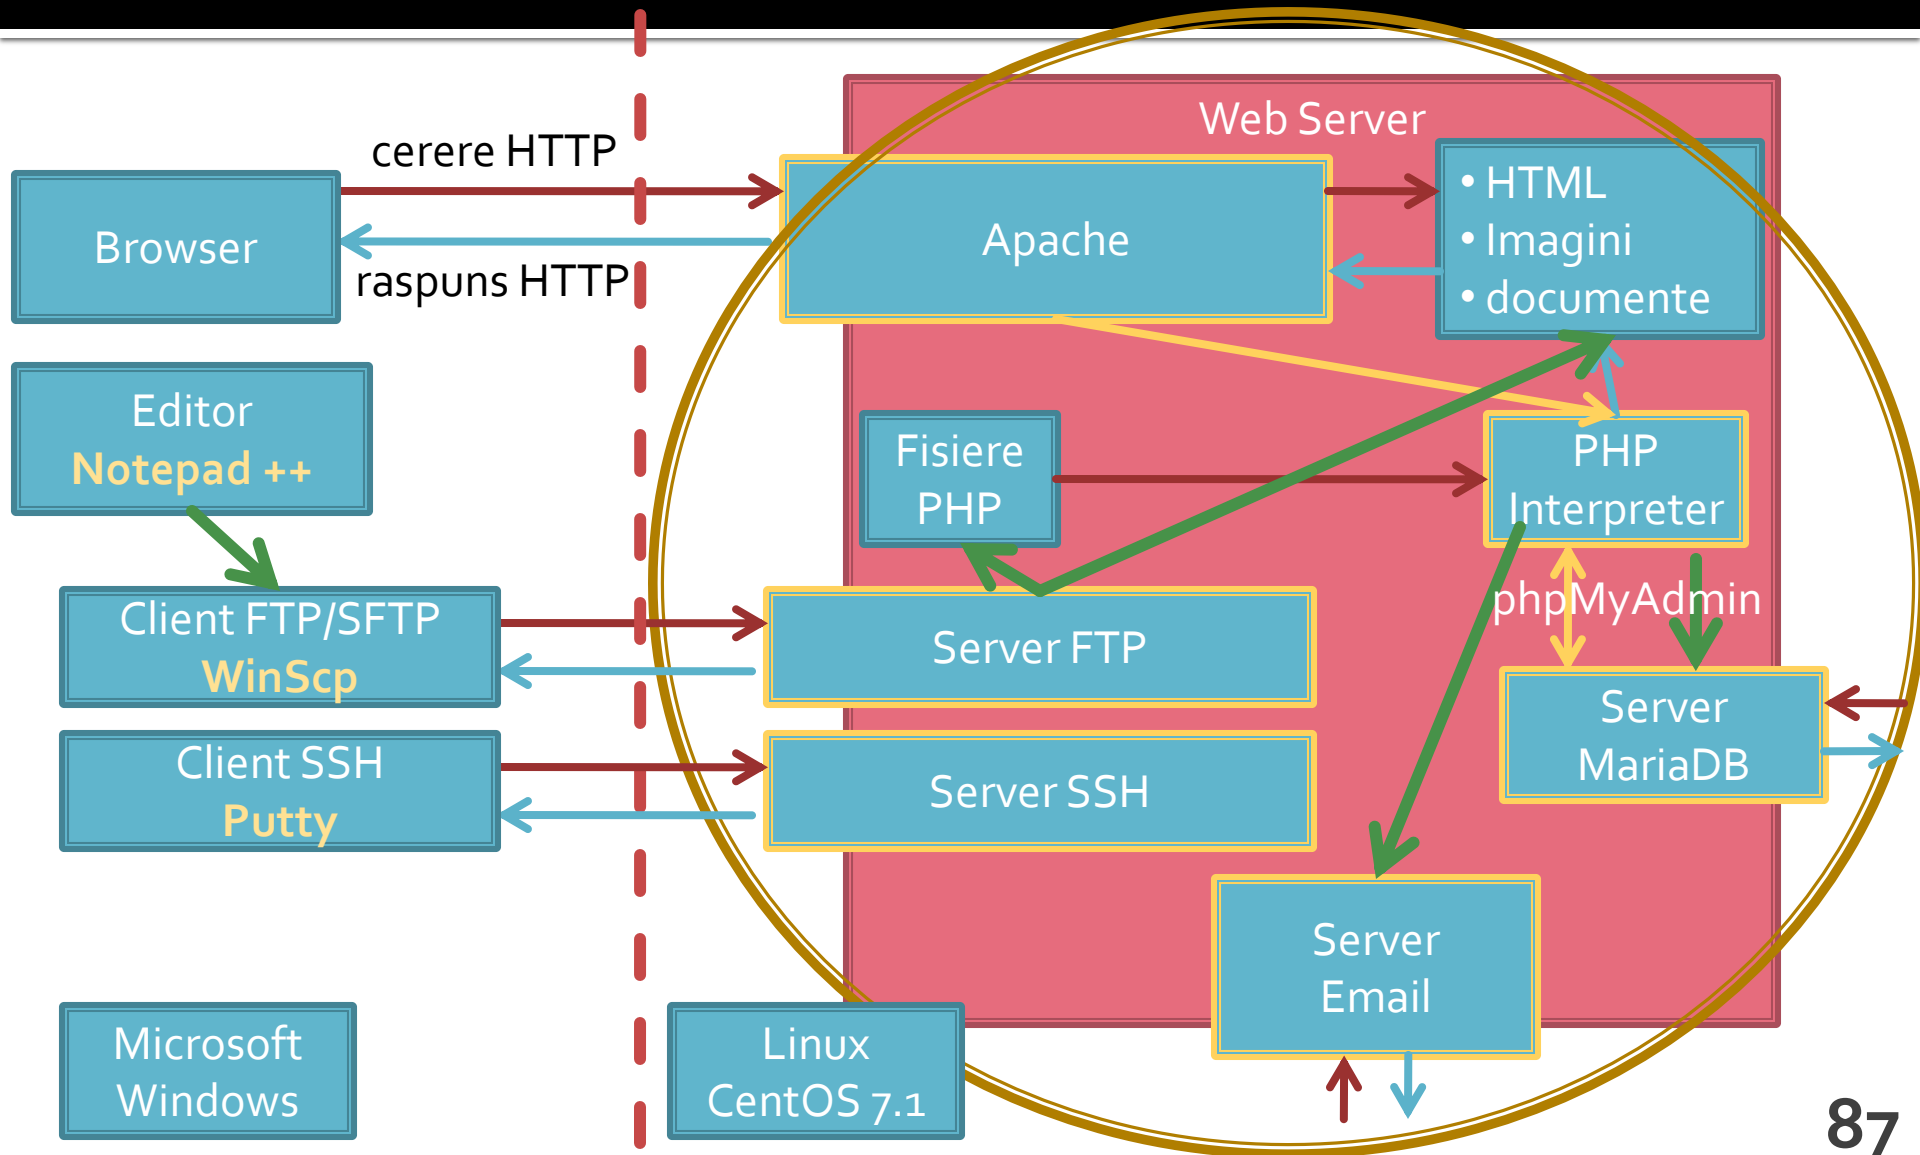 Web Server
cerere HTTP
Browser
raspuns HTTP
Apache
• HTML
• Imagini
• documente
Editor
Notepad ++
Fisiere
PHP
PHP
Interpreter
phpMyAdmin
Client FTP/SFTP
WinScp
Server FTP
Server
MariaDB
Client SSH
Putty
Server SSH
Server
Email
Microsoft
Windows
Linux
CentOS 7.1
87